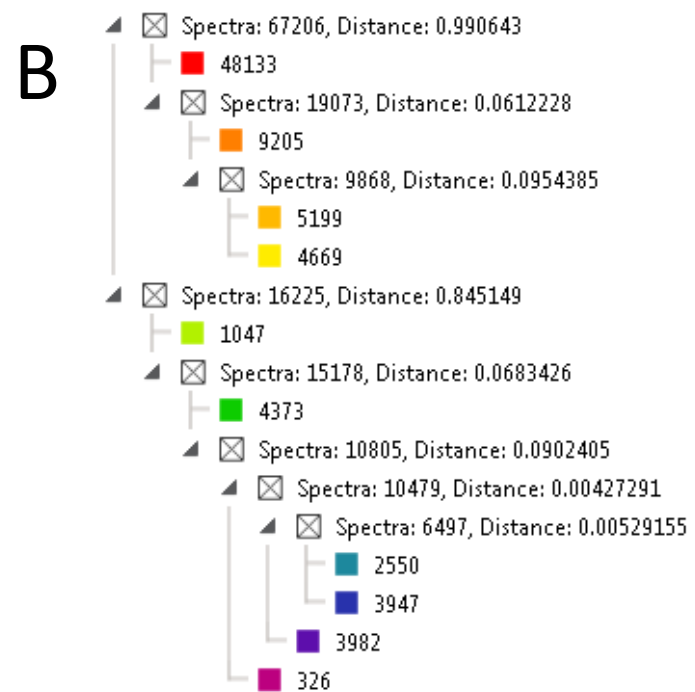 B
Spectra: 67206, Distance: 0.990643
48133
Spectra: 19073, Distance: 0.0612228
9205
Spectra: 9868, Distance: 0.0954385
5199
4669
Spectra: 16225, Distance: 0.845149
1047
Spectra: 15178, Distance: 0.0683426
4373
Spectra: 10805, Distance: 0.0902405
Spectra: 10479, Distance: 0.00427291
Spectra: 6497, Distance: 0.00529155
2550
3947
3982
326